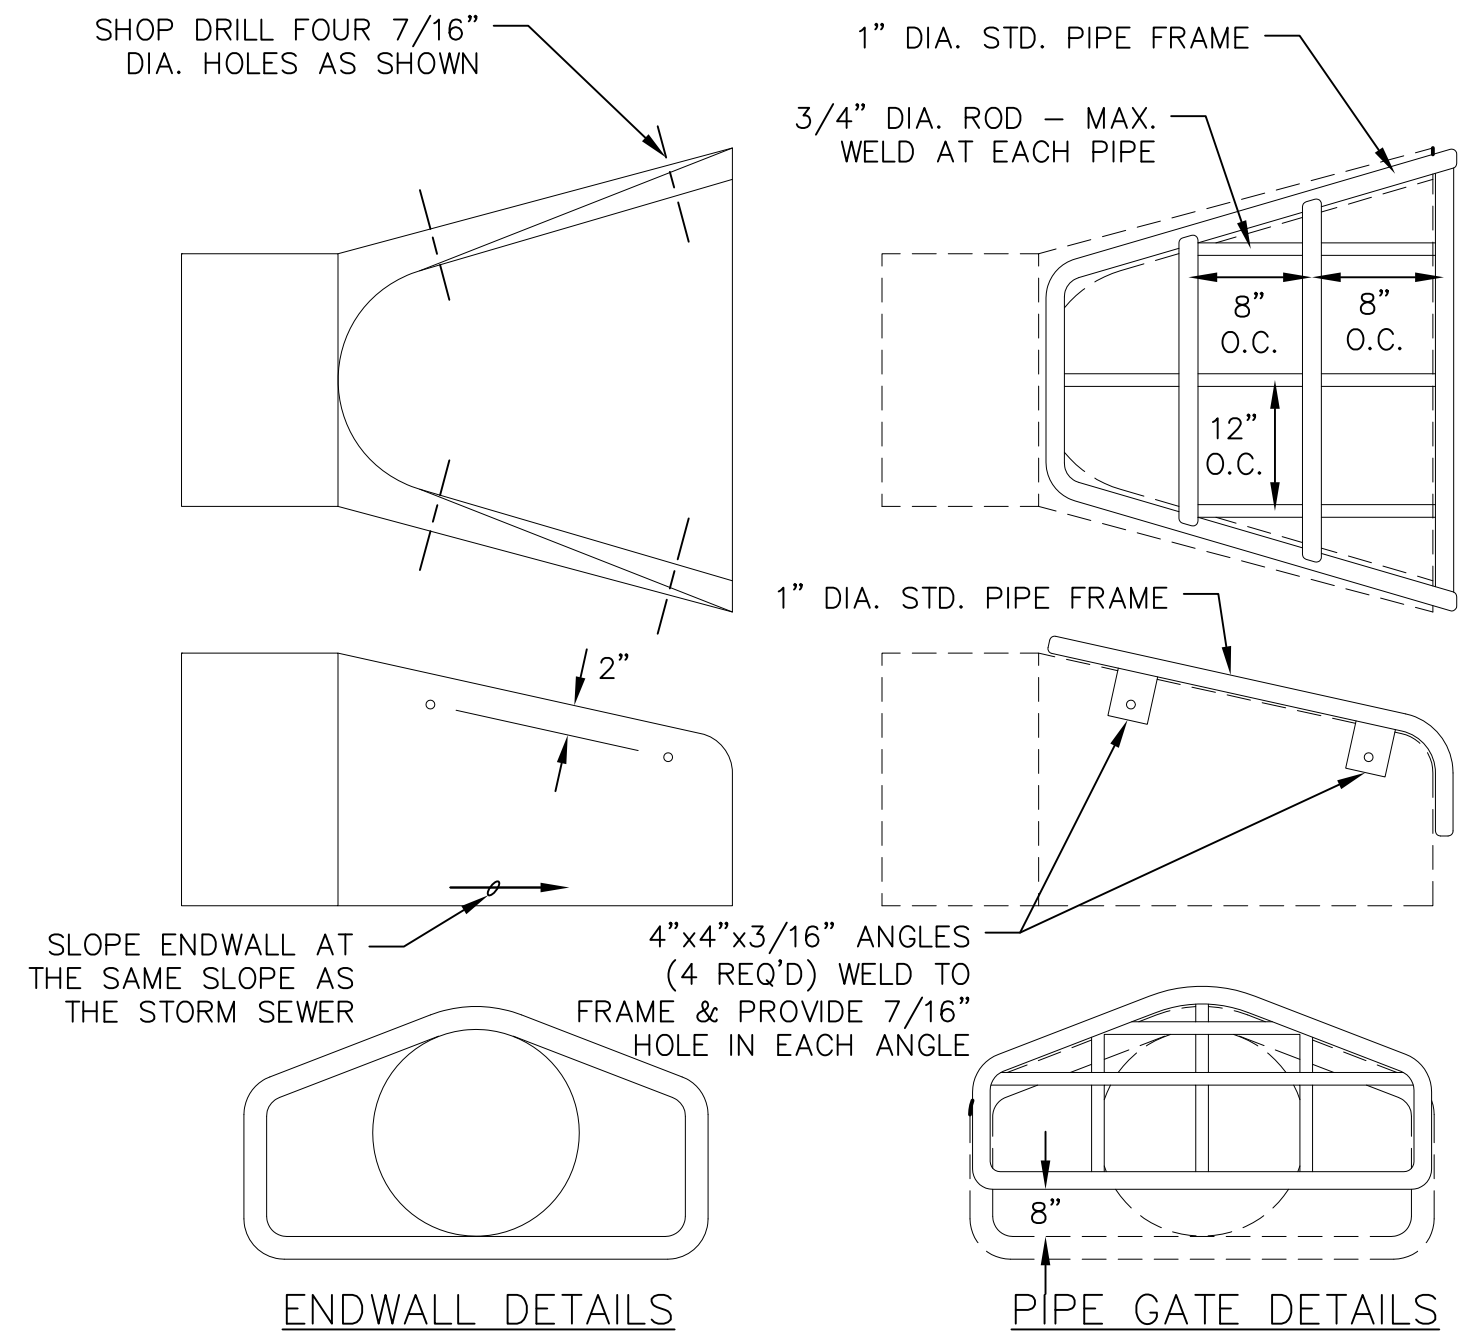 SHOP DRILL FOUR 7/16”
DIA. HOLES AS SHOWN
1” DIA. STD. PIPE FRAME
3/4” DIA. ROD – MAX.
WELD AT EACH PIPE
8”
O.C.
8”
O.C.
12”
O.C.
1” DIA. STD. PIPE FRAME
2”
SLOPE ENDWALL AT
THE SAME SLOPE AS
THE STORM SEWER
4”x4”x3/16” ANGLES
(4 REQ'D) WELD TO
FRAME & PROVIDE 7/16”
HOLE IN EACH ANGLE
8”
ENDWALL DETAILS
PIPE GATE DETAILS